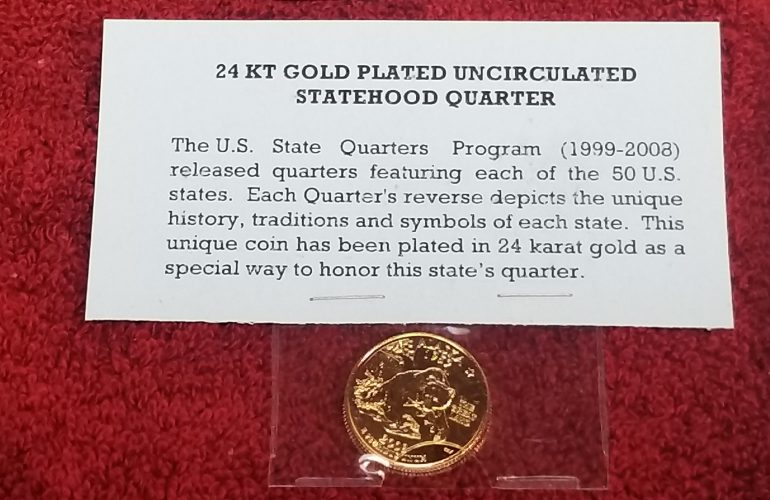 24 KT GOLD PLATED UNCIRCULATED
STATEHOOD QUARTER
The U.S. State Quarters Program (1999-2008)
released quarters featuring each of the 50 U.S.
states. Each Quarter's reverse depicts the unique
history, traditions and symbols of each state. This
unique coin has been plated in 24 karat gold as a
special way to honor this state's quarter.